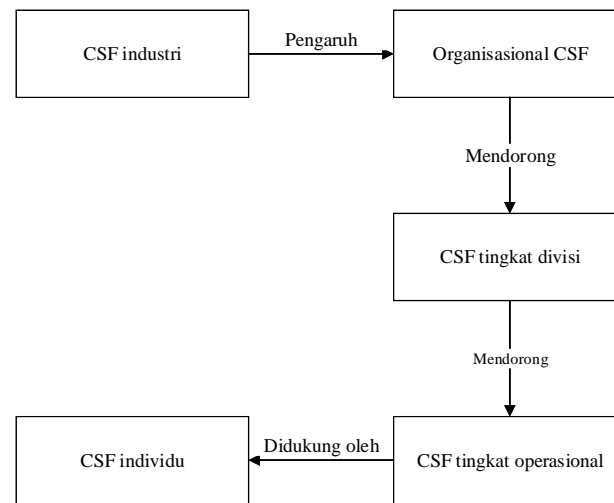 CSF industri
Pengaruh
Organisasional CSF
Mendorong
CSF tingkat divisi
Mendorong
CSF individu
Didukung oleh
CSF tingkat operasional